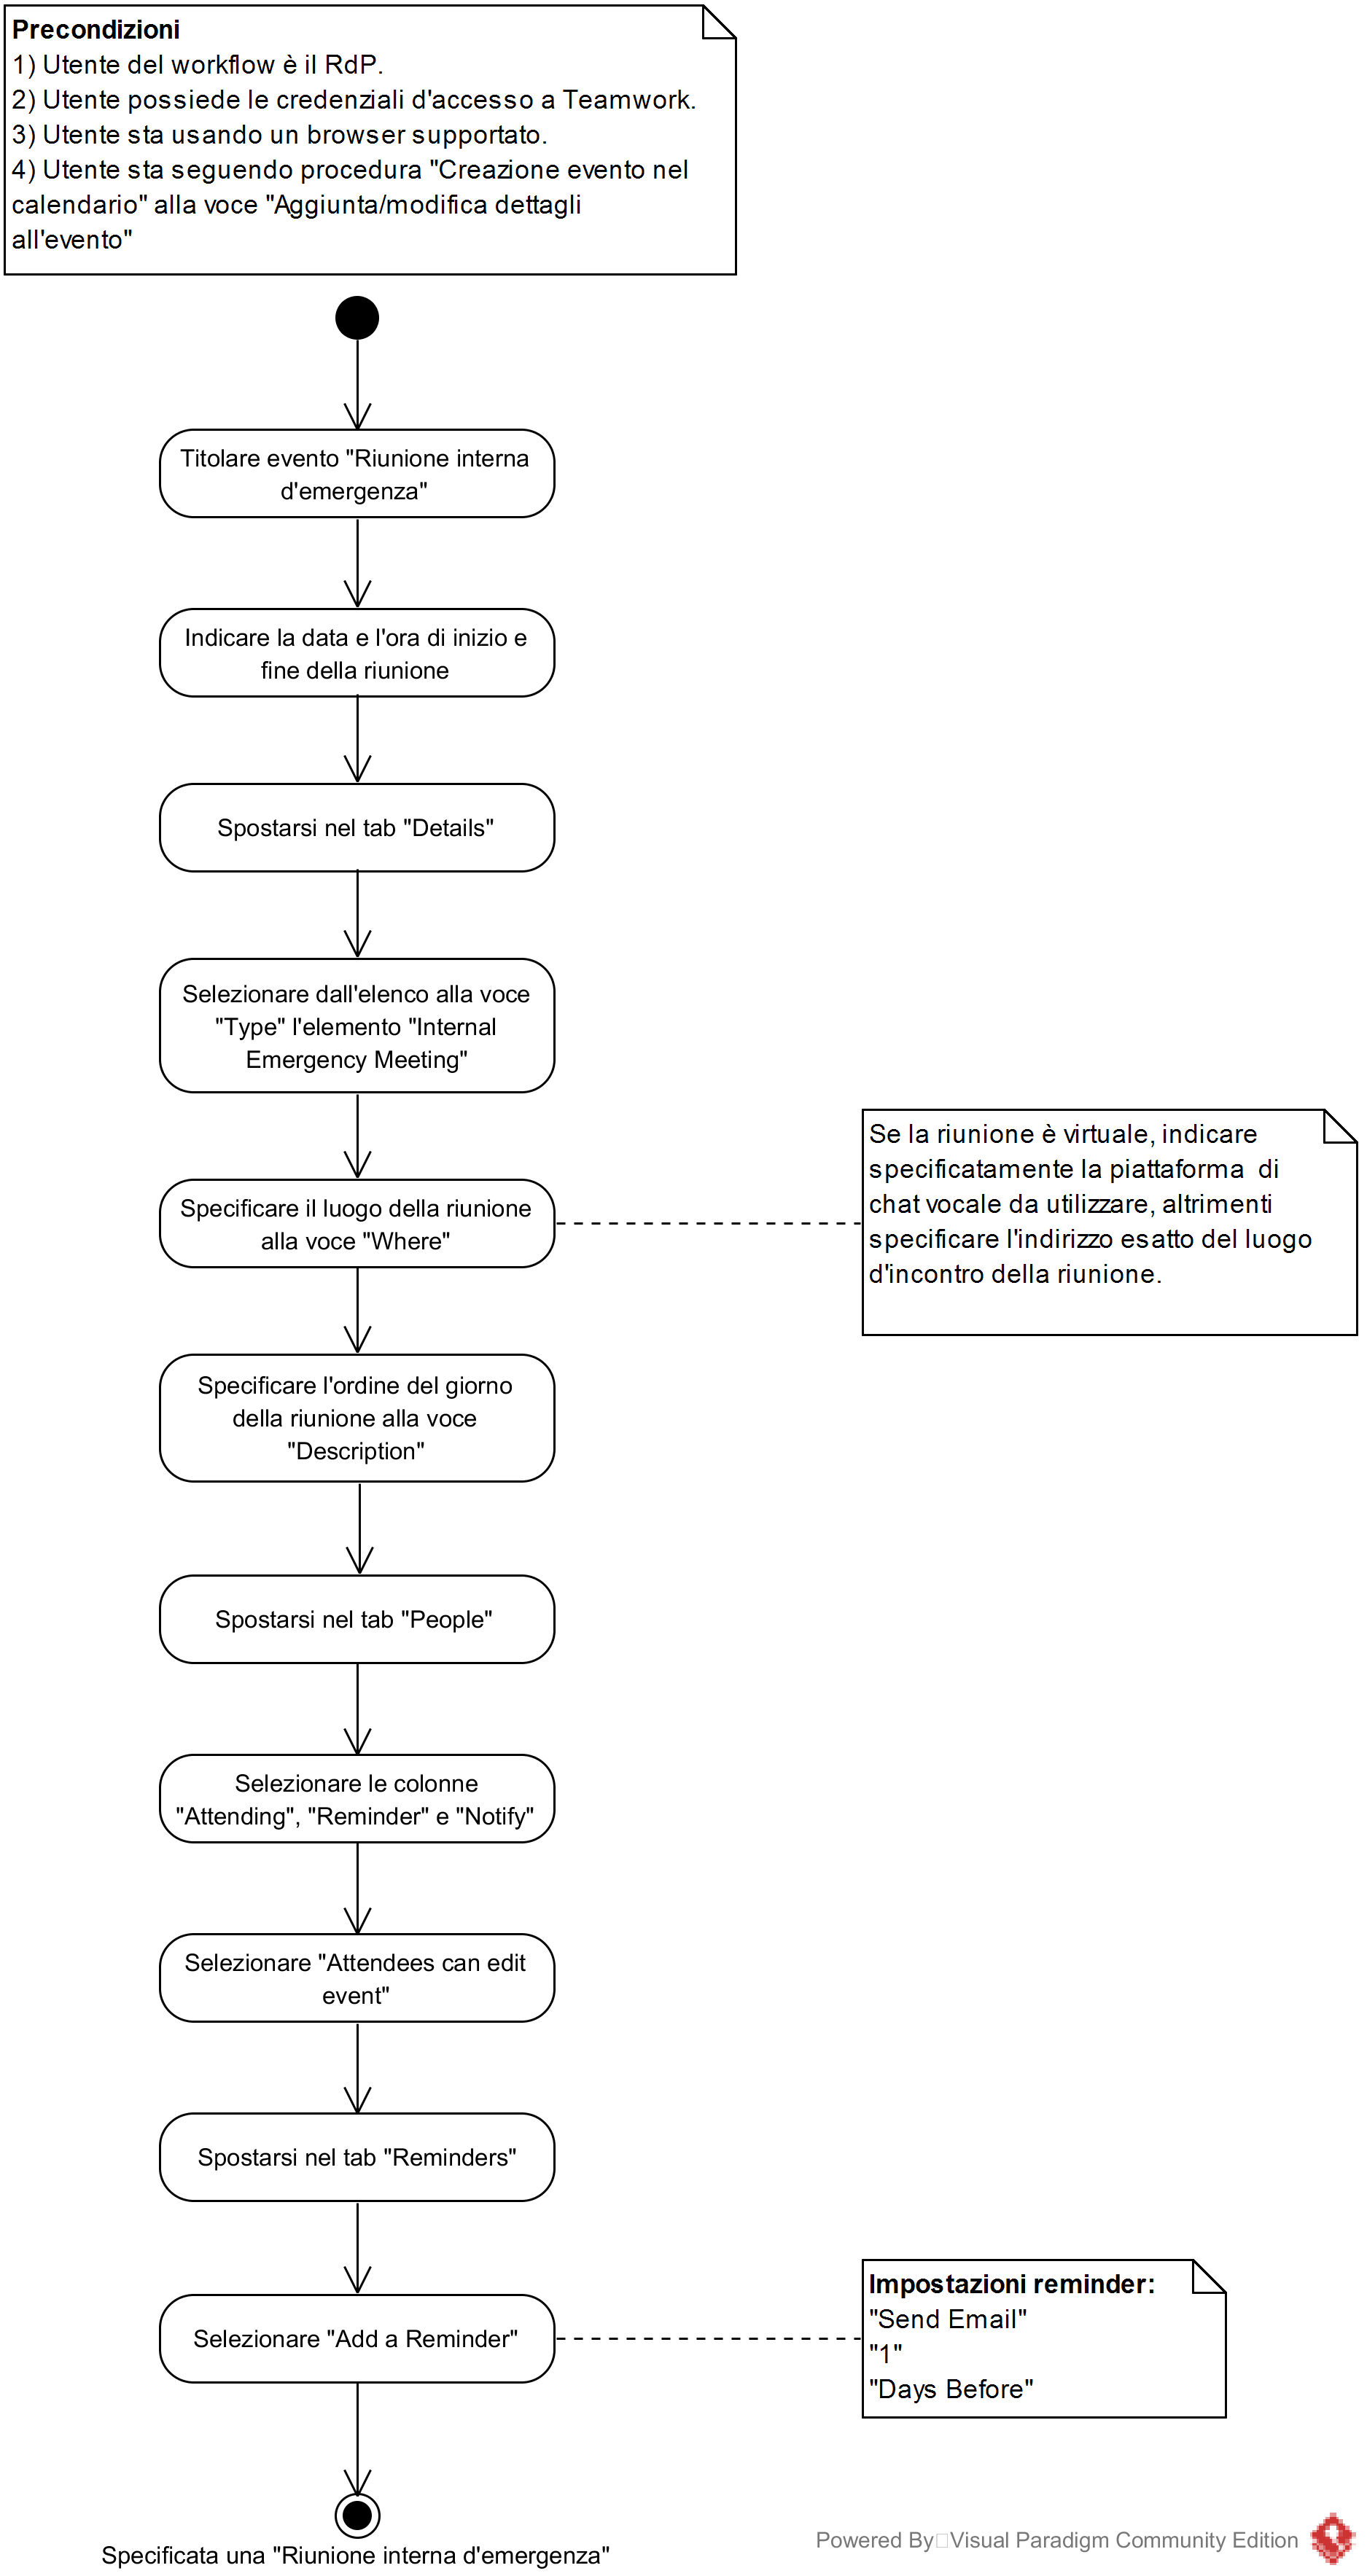 Precondizioni
1) Utente del workflow è il RdP.
2) Utente possiede le credenziali d'accesso a Teamwork.
3) Utente sta usando un browser supportato.
4) Utente sta seguendo procedura "Creazione evento nel
calendario" alla voce "Aggiunta/modifica dettagli
all'evento"
Titolare evento "Riunione interna
d'emergenza"
Indicare la data e l'ora di inizio e
fine della riunione
Spostarsi nel tab "Details"
Selezionare dall'elenco alla voce
"Type" l'elemento "Internal
Emergency Meeting"
Specificare il luogo della riunione
alla voce "Where"
Se la riunione è virtuale, indicare
specificatamente la piattaforma di
chat vocale da utilizzare, altrimenti
specificare l'indirizzo esatto del luogo
d'incontro della riunione.
Specificare l'ordine del giorno
della riunione alla voce
"Description"
Spostarsi nel tab "People"
Selezionare le colonne
"Attending", "Reminder" e "Notify"
Selezionare "Attendees can edit
event"
Spostarsi nel tab "Reminders"
Selezionare "Add a Reminder"
Impostazioni reminder:
"Send Email"
"1"
"Days Before"
Specificata una "Riunione interna d'emergenza"
Powered By Visual Paradigm Community Edition